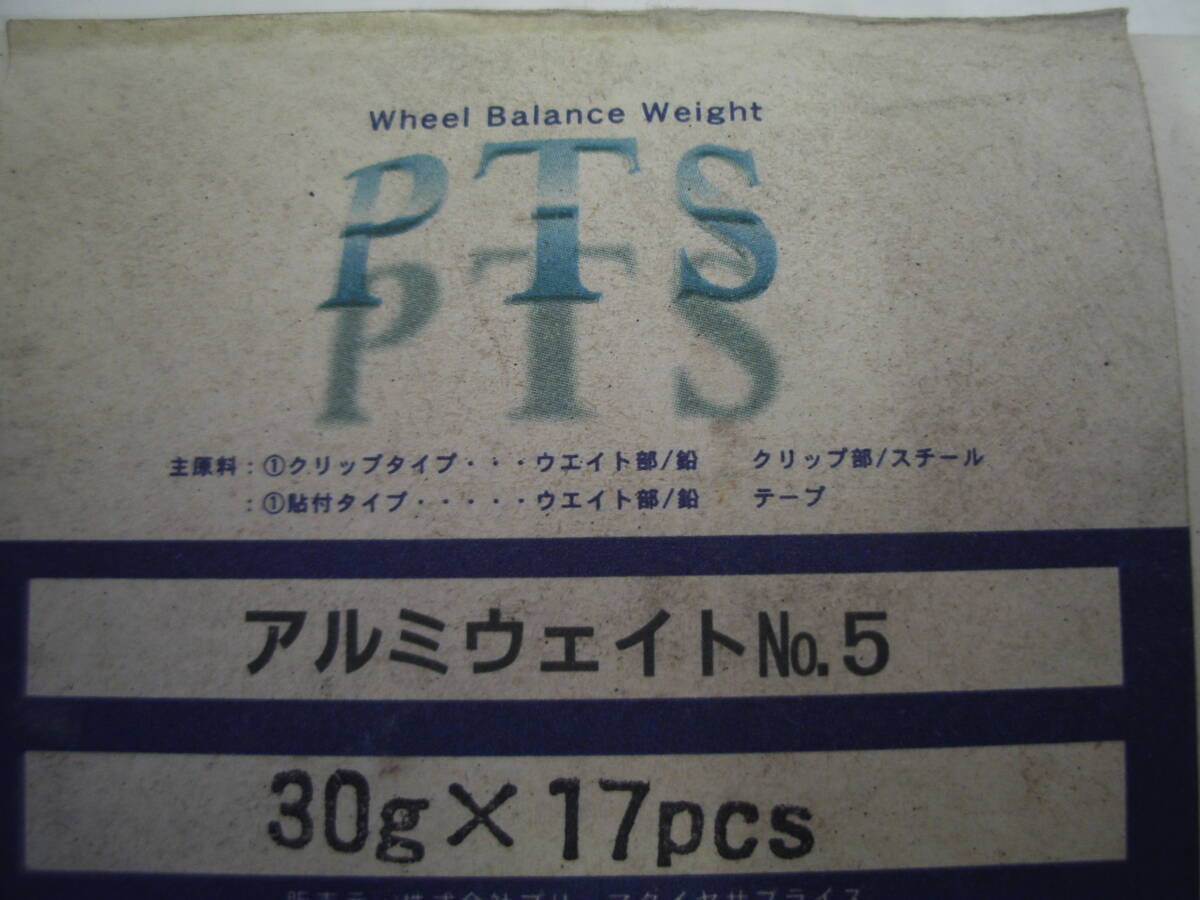 Wheel Balance Weight
PTS
主原料:①クリップタイプ・・・ウエイト部/鉛 クリップ部/スチール
:①貼付タイプ・・・・・ウエイト部/鉛 テープ
アルミウェイト№.5
30g×17pcs